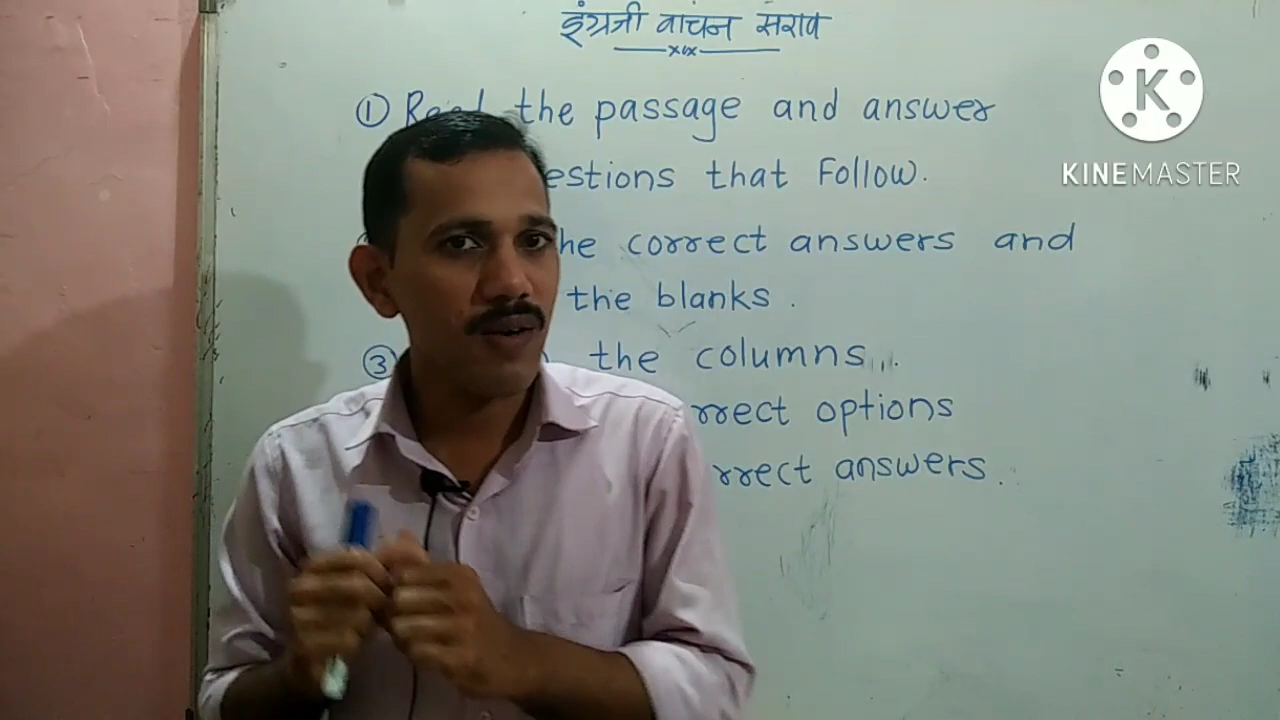 इंग्रजी वाचन सराव
① Read the passage and answer
estions that Follow.
he correct answers and
the blanks.
③ the columns.
rrect options
rrect answers.
K
KINEMASTER